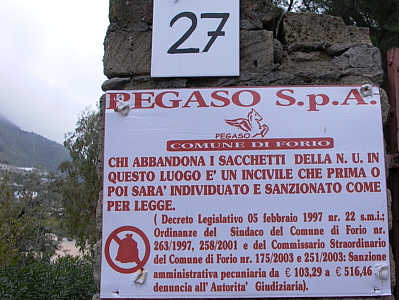 27
PEGASO S.p.A.
PEGASO
COMUNE DI FORIO
CHI ABBANDONA I SACCHETTI DELLA N. U. IN
QUESTO LUOGO E' UN INCIVILE CHE PRIMA O
POI SARA' INDIVIDUATO E SANZIONATO COME
PER LEGGE.
( Decreto Legislativo 05 febbraio 1997 nr. 22 s.m.i.;
Ordinanze del Sindaco del Comune di Forio nr.
263/1997, 258/2001 e del Commissario Straordinario
del Comune di Forio nr. 175/2003 e 251/2003: Sanzione
amministrativa pecuniaria da € 103,29 a € 516,46
denuncia all' Autorita' Giudiziaria).